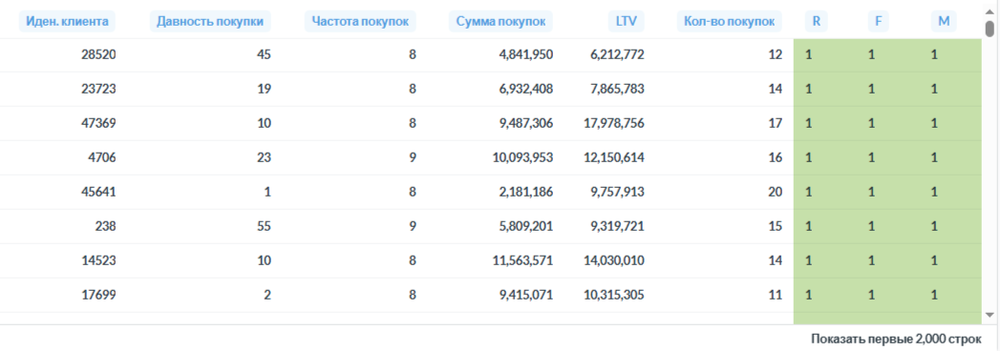 Иден. клиента Давность покупки Частота покупок Сумма покупок LTV Кол-во покупок R F M
28520 45 8 4,841,950 6,212,772 12 1 1 1
23723 19 8 6,932,408 7,865,783 14 1 1 1
47369 10 8 9,487,306 17,978,756 17 1 1 1
4706 23 9 10,093,953 12,150,614 16 1 1 1
45641 1 8 2,181,186 9,757,913 20 1 1 1
238 55 9 5,809,201 9,319,721 15 1 1 1
14523 10 8 11,563,571 14,030,010 14 1 1 1
17699 2 8 9,415,071 10,315,305 11 1 1 1
Показать первые 2,000 строк